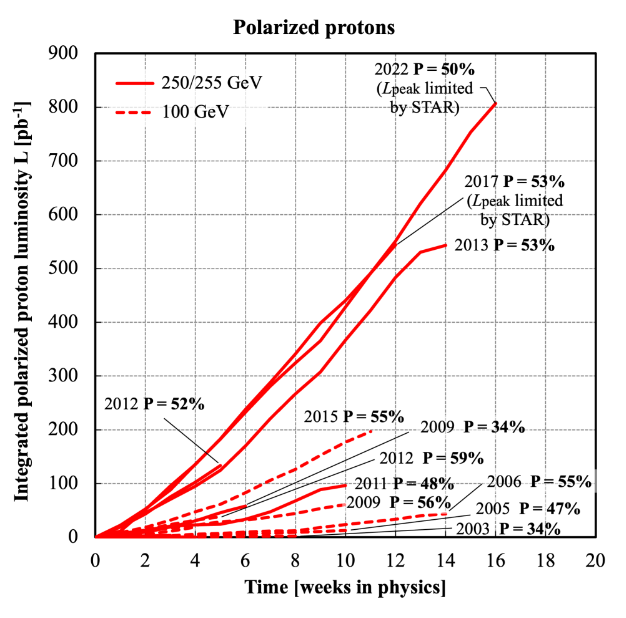 Polarized protons
Integrated polarized proton luminosity L [pb-1]
900
800
700
600
500
400
300
200
100
0
250/255 GeV
100 GeV
2022 P = 50%
(Lpeak limited
by STAR)
2017 P = 53%
(Lpeak limited
by STAR)
2013 P = 53%
2012 P = 52%
2015 P = 55%
2009 P = 34%
2012 P = 59%
2011 P = 48%
2006 P = 55%
2009 P = 56%
2005 P = 47%
2003 P = 34%
0 2 4 6 8 10 12 14 16 18 20
Time [weeks in physics]